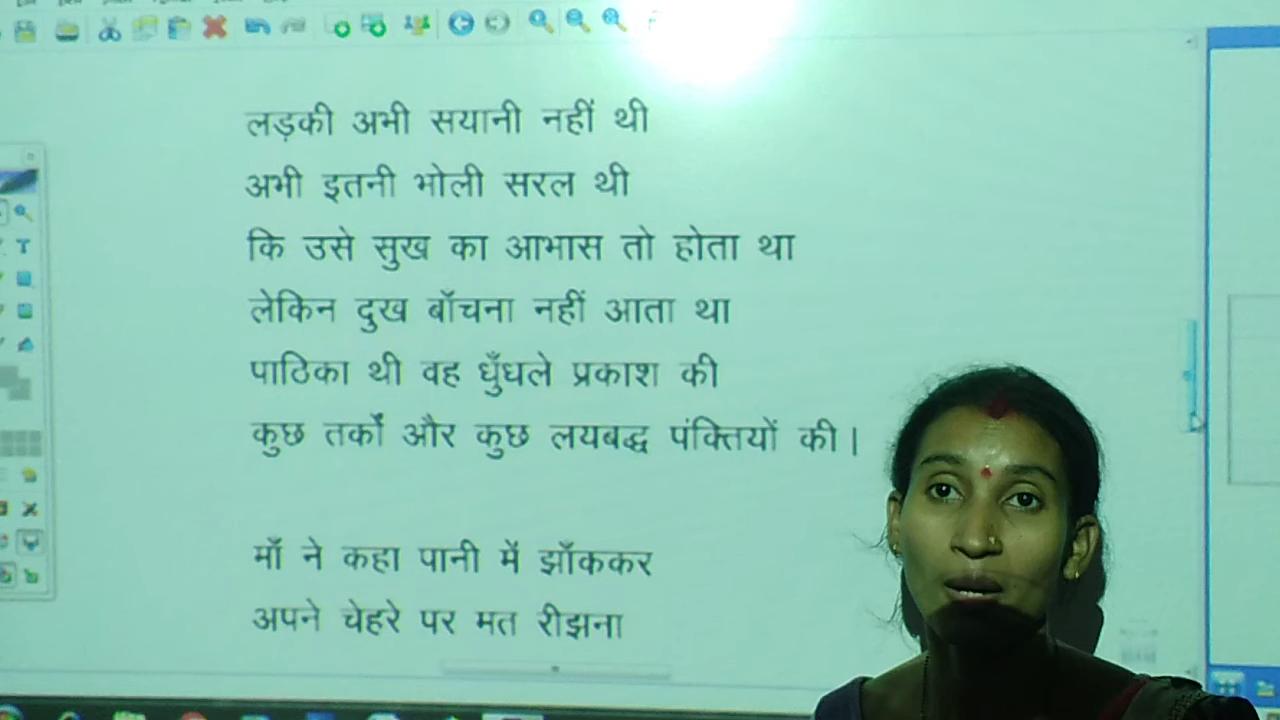 लड़की अभी सयानी नहीं थी
अभी इतनी भोली सरल थी
कि उसे सुख का आभास तो होता था
लेकिन दुख बाँचना नहीं आता था
पाठिका थी वह धुँधले प्रकाश की
कुछ तर्कों और कुछ लयबद्ध पंक्तियों की।
माँ ने कहा पानी में झाँककर
अपने चेहरे पर मत रीझना